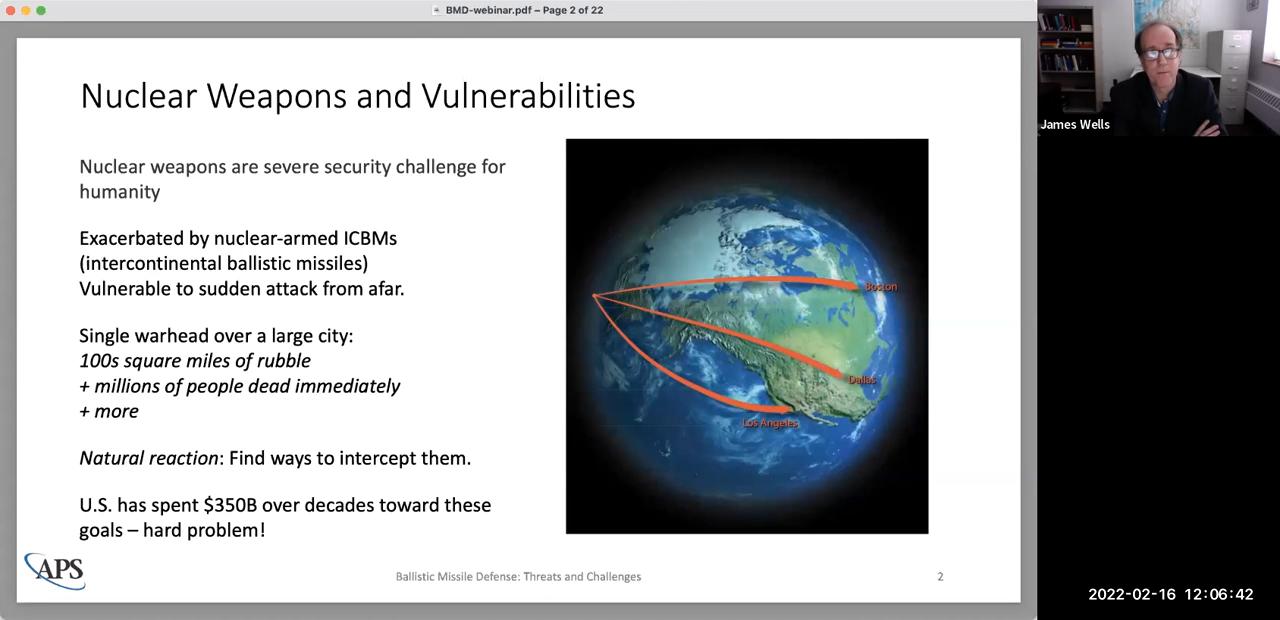 BMD-webinar.pdf – Page 2 of 22
Nuclear Weapons and Vulnerabilities
Nuclear weapons are severe security challenge for
humanity
Exacerbated by nuclear-armed ICBMs
(intercontinental ballistic missiles)
Vulnerable to sudden attack from afar.
Single warhead over a large city:
100s square miles of rubble
+ millions of people dead immediately
+ more
Natural reaction: Find ways to intercept them.
U.S. has spent $350B over decades toward these
goals – hard problem!
Boston
Dallas
Los Angeles
APS
Ballistic Missile Defense: Threats and Challenges
2
James Wells
2022-02-16 12:06:42